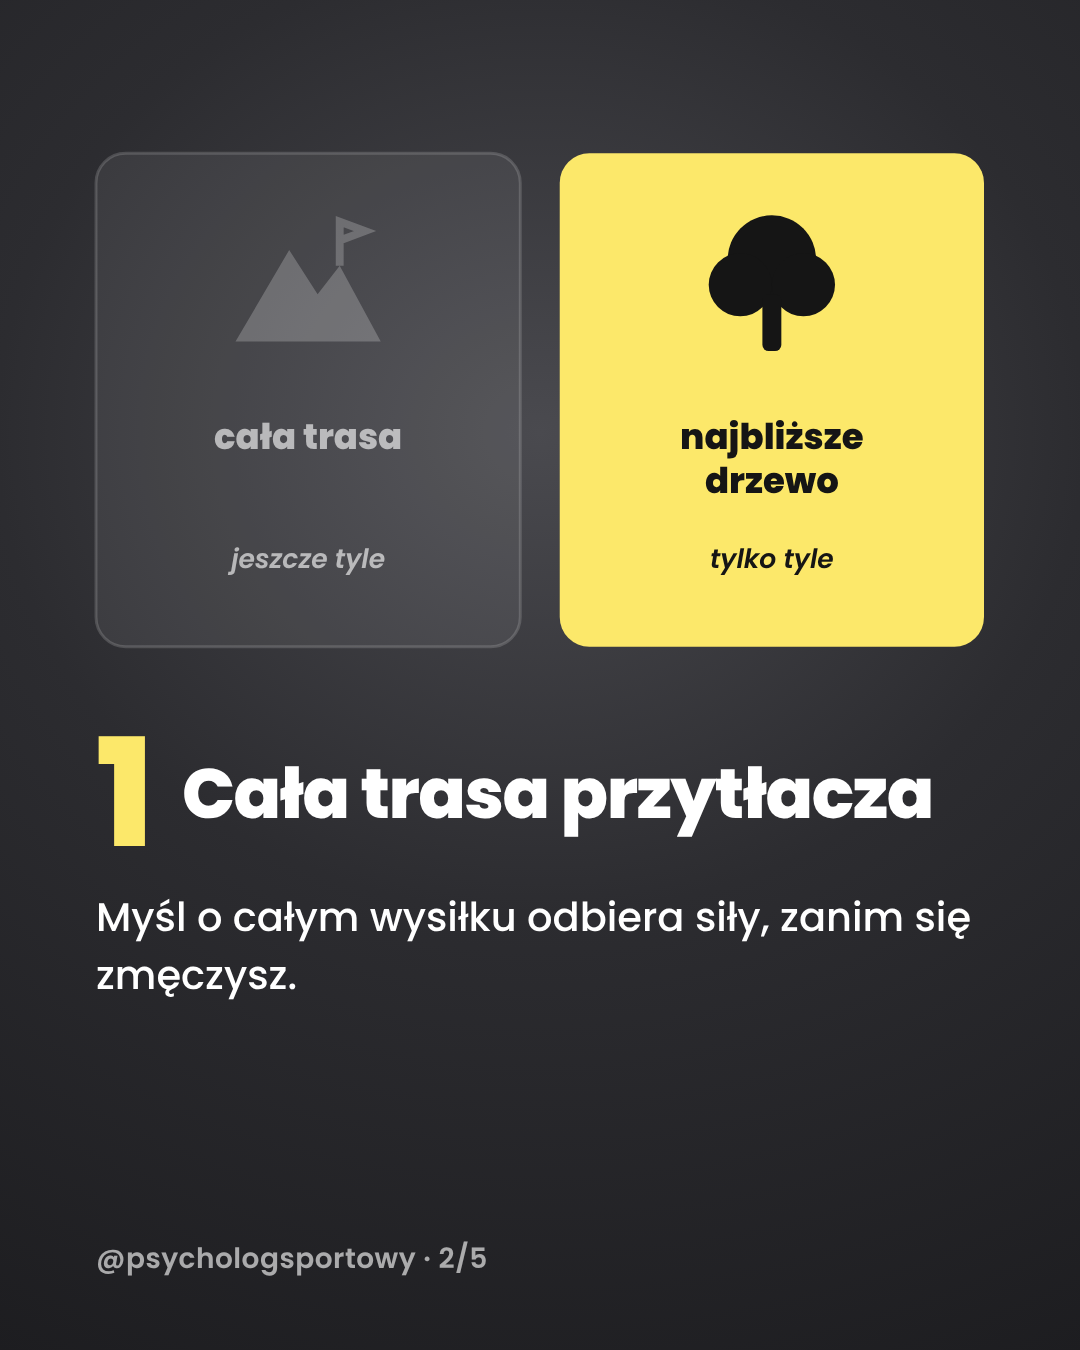 cała trasa
jeszcze tyle
najbliższe
drzewo
tylko tyle
1 Cała trasa przytłacza
Myśl o całym wysiłku odbiera siły, zanim się
zmęczysz.
@psychologsportowy · 2/5